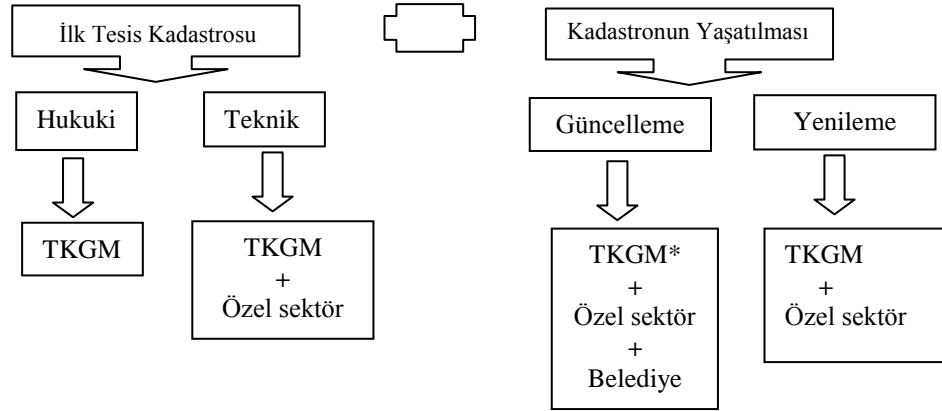 İlk Tesis Kadastrosu
Kadastronun Yaşatılması
Hukuki
Teknik
Güncelleme
Yenileme
TKGM
TKGM
+
Özel sektör
TKGM*
+
Özel sektör
+
Belediye
TKGM
+
Özel sektör